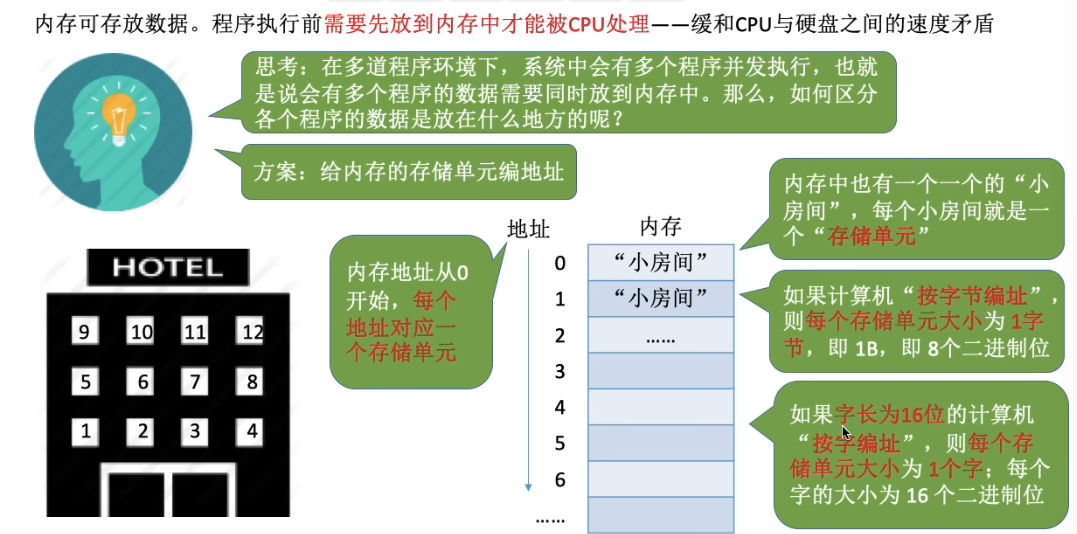 内存可存放数据。程序执行前需要先放到内存中才能被CPU处理——缓和CPU与硬盘之间的速度矛盾
思考：在多道程序环境下，系统中会有多个程序并发执行，也就
是说会有多个程序的数据需要同时放到内存中。那么，如何区分
各个程序的数据是放在什么地方的呢？
方案：给内存的存储单元编地址
HOTEL
9 10 11 12
5 6 7 8
1 2 3 4
内存地址从0
开始，每个
地址对应一
个存储单元
地址
内存
0 “小房间”
1 “小房间”
2 ……
3
4
5
6
……
内存中也有一个一个的“小
房间”，每个小房间就是一
个“存储单元”
如果计算机“按字节编址”，
则每个存储单元大小为 1字
节，即 1B，即 8个二进制位
如果字长为16位的计算机
“按字编址”，则每个存
储单元大小为 1个字；每个
字的大小为 16 个二进制位